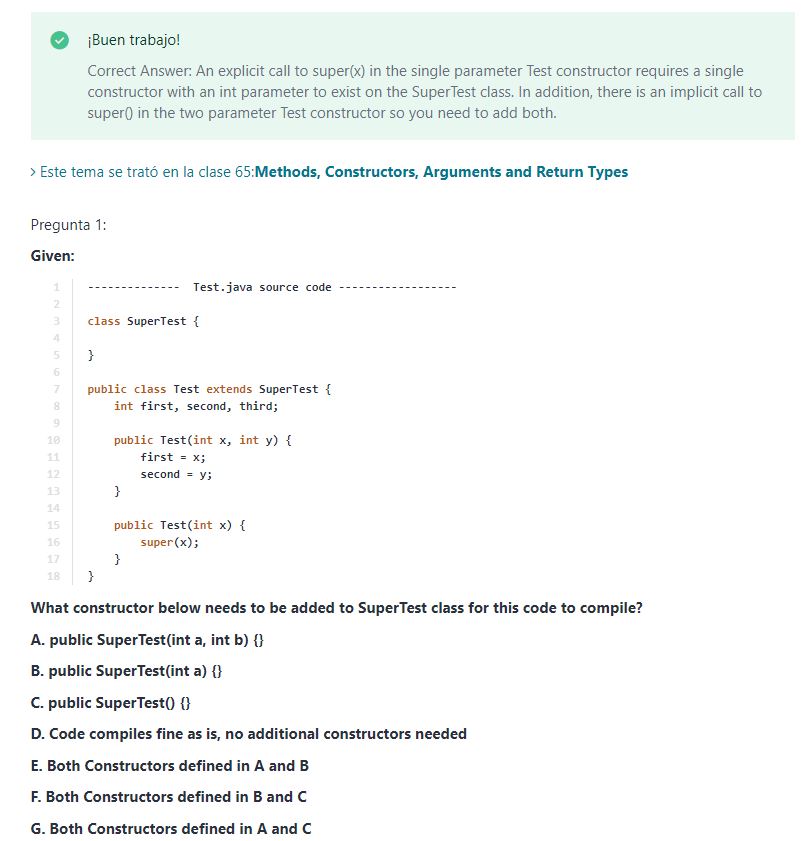 ¡Buen trabajo!
Correct Answer: An explicit call to super(x) in the single parameter Test constructor requires a single
constructor with an int parameter to exist on the SuperTest class. In addition, there is an implicit call to
super() in the two parameter Test constructor so you need to add both.
› Este tema se trató en la clase 65:Methods, Constructors, Arguments and Return Types
Pregunta 1:
Given:
1 -------------- Test.java source code ------------------
2
3 class SuperTest {
4
5 }
6
7 public class Test extends SuperTest {
8 int first, second, third;
9
10 public Test(int x, int y) {
11 first = x;
12 second = y;
13 }
14
15 public Test(int x) {
16 super(x);
17 }
18 }
What constructor below needs to be added to SuperTest class for this code to compile?
A. public SuperTest(int a, int b) {}
B. public SuperTest(int a) {}
C. public SuperTest() {}
D. Code compiles fine as is, no additional constructors needed
E. Both Constructors defined in A and B
F. Both Constructors defined in B and C
G. Both Constructors defined in A and C